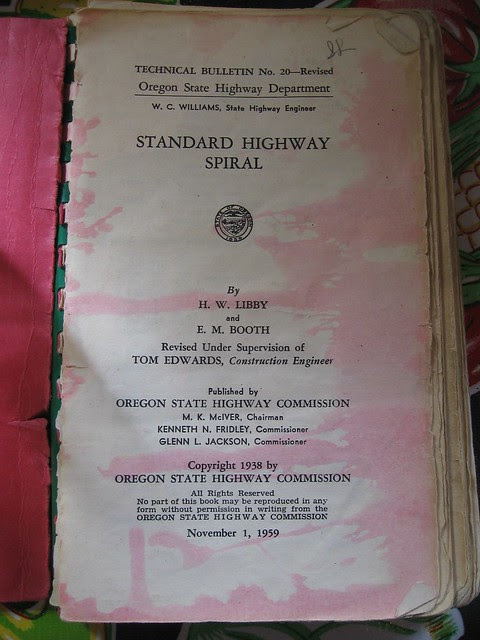 TECHNICAL BULLETIN No. 20—Revised
Oregon State Highway Department
W. C. WILLIAMS, State Highway Engineer
STANDARD HIGHWAY
SPIRAL
By
H. W. LIBBY
and
E. M. BOOTH
Revised Under Supervision of
TOM EDWARDS, Construction Engineer
Published by
OREGON STATE HIGHWAY COMMISSION
M. K. McIVER, Chairman
KENNETH N. FRIDLEY, Commissioner
GLENN L. JACKSON, Commissioner
Copyright 1938 by
OREGON STATE HIGHWAY COMMISSION
All Rights Reserved
No part of this book may be reproduced in any
form without permission in writing from the
OREGON STATE HIGHWAY COMMISSION
November 1, 1959